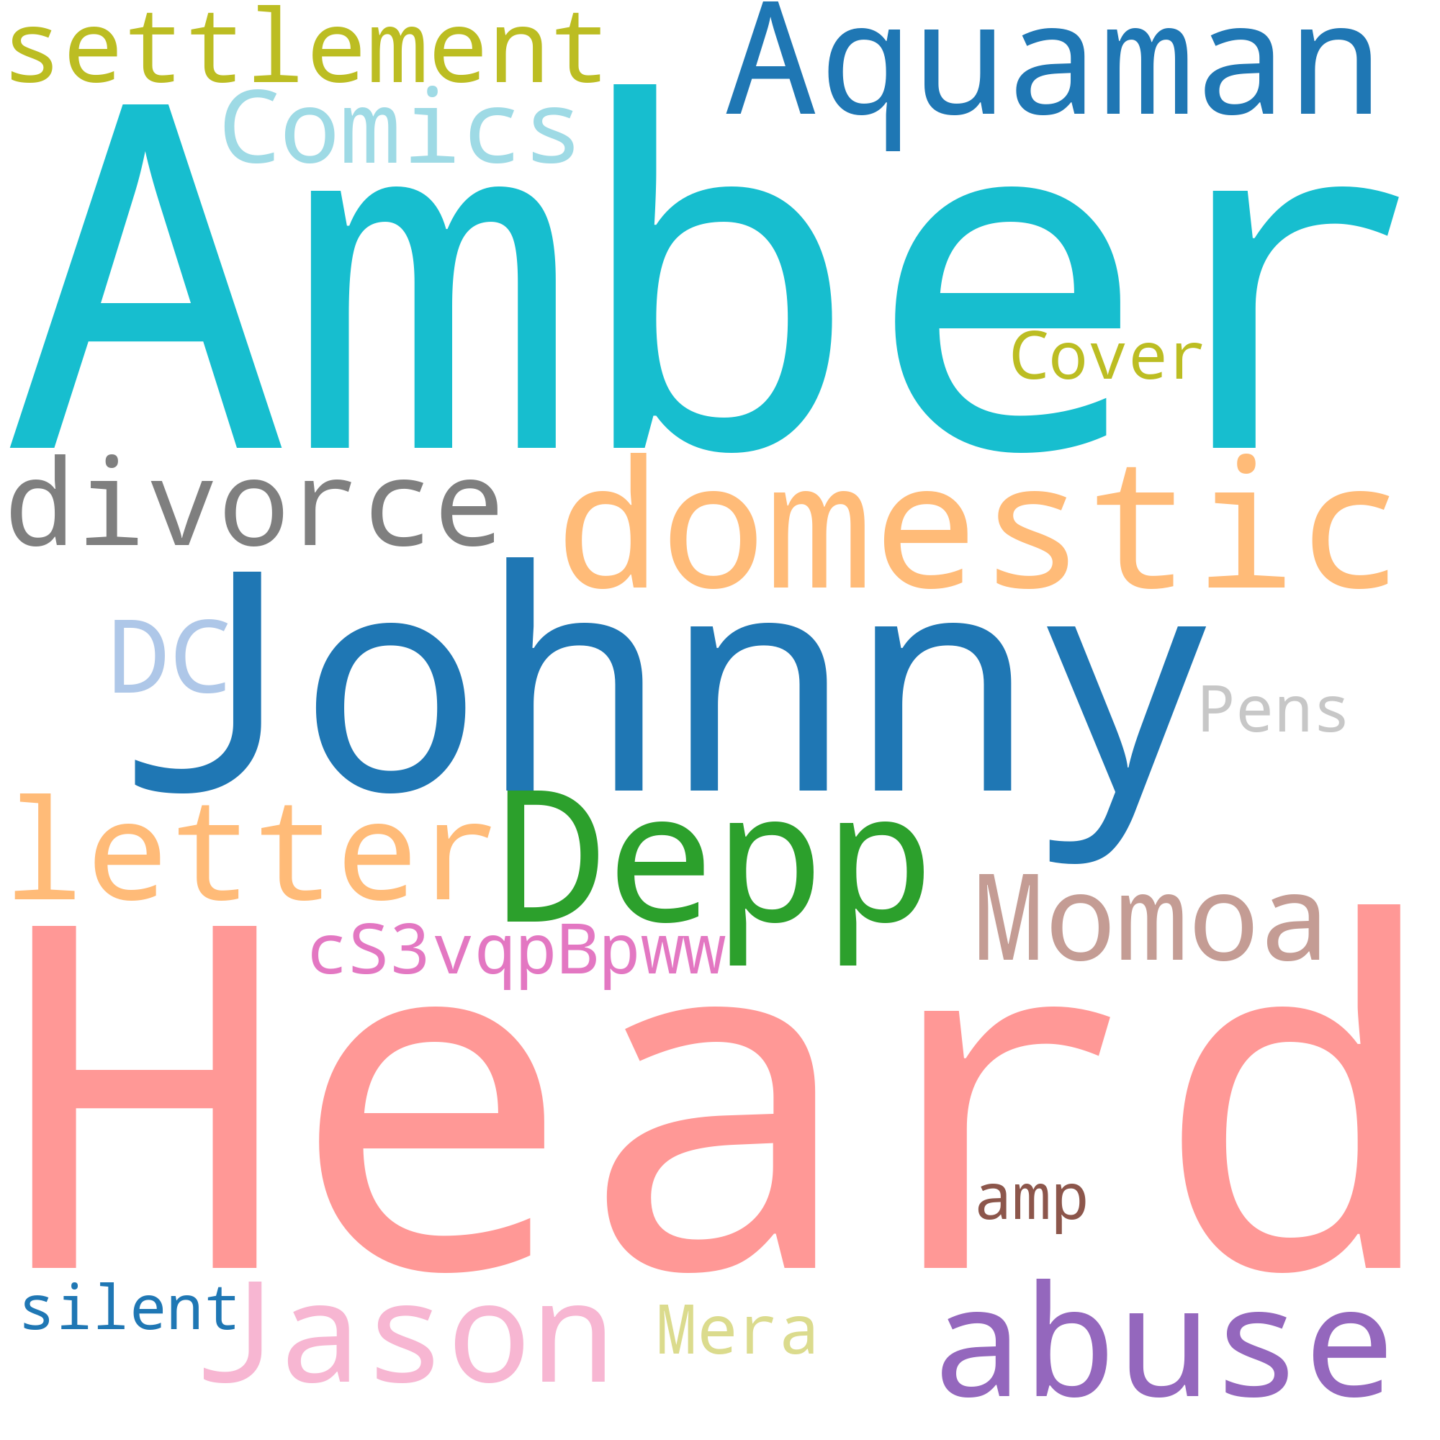 settlement
Aquaman
Comics
Amber
Cover
divorce
domestic
DC
Johnny
Pens
letter
Depp
Momoa
cS3vqpBpww
Heard
amp
silent
Jason
Mera
abuse